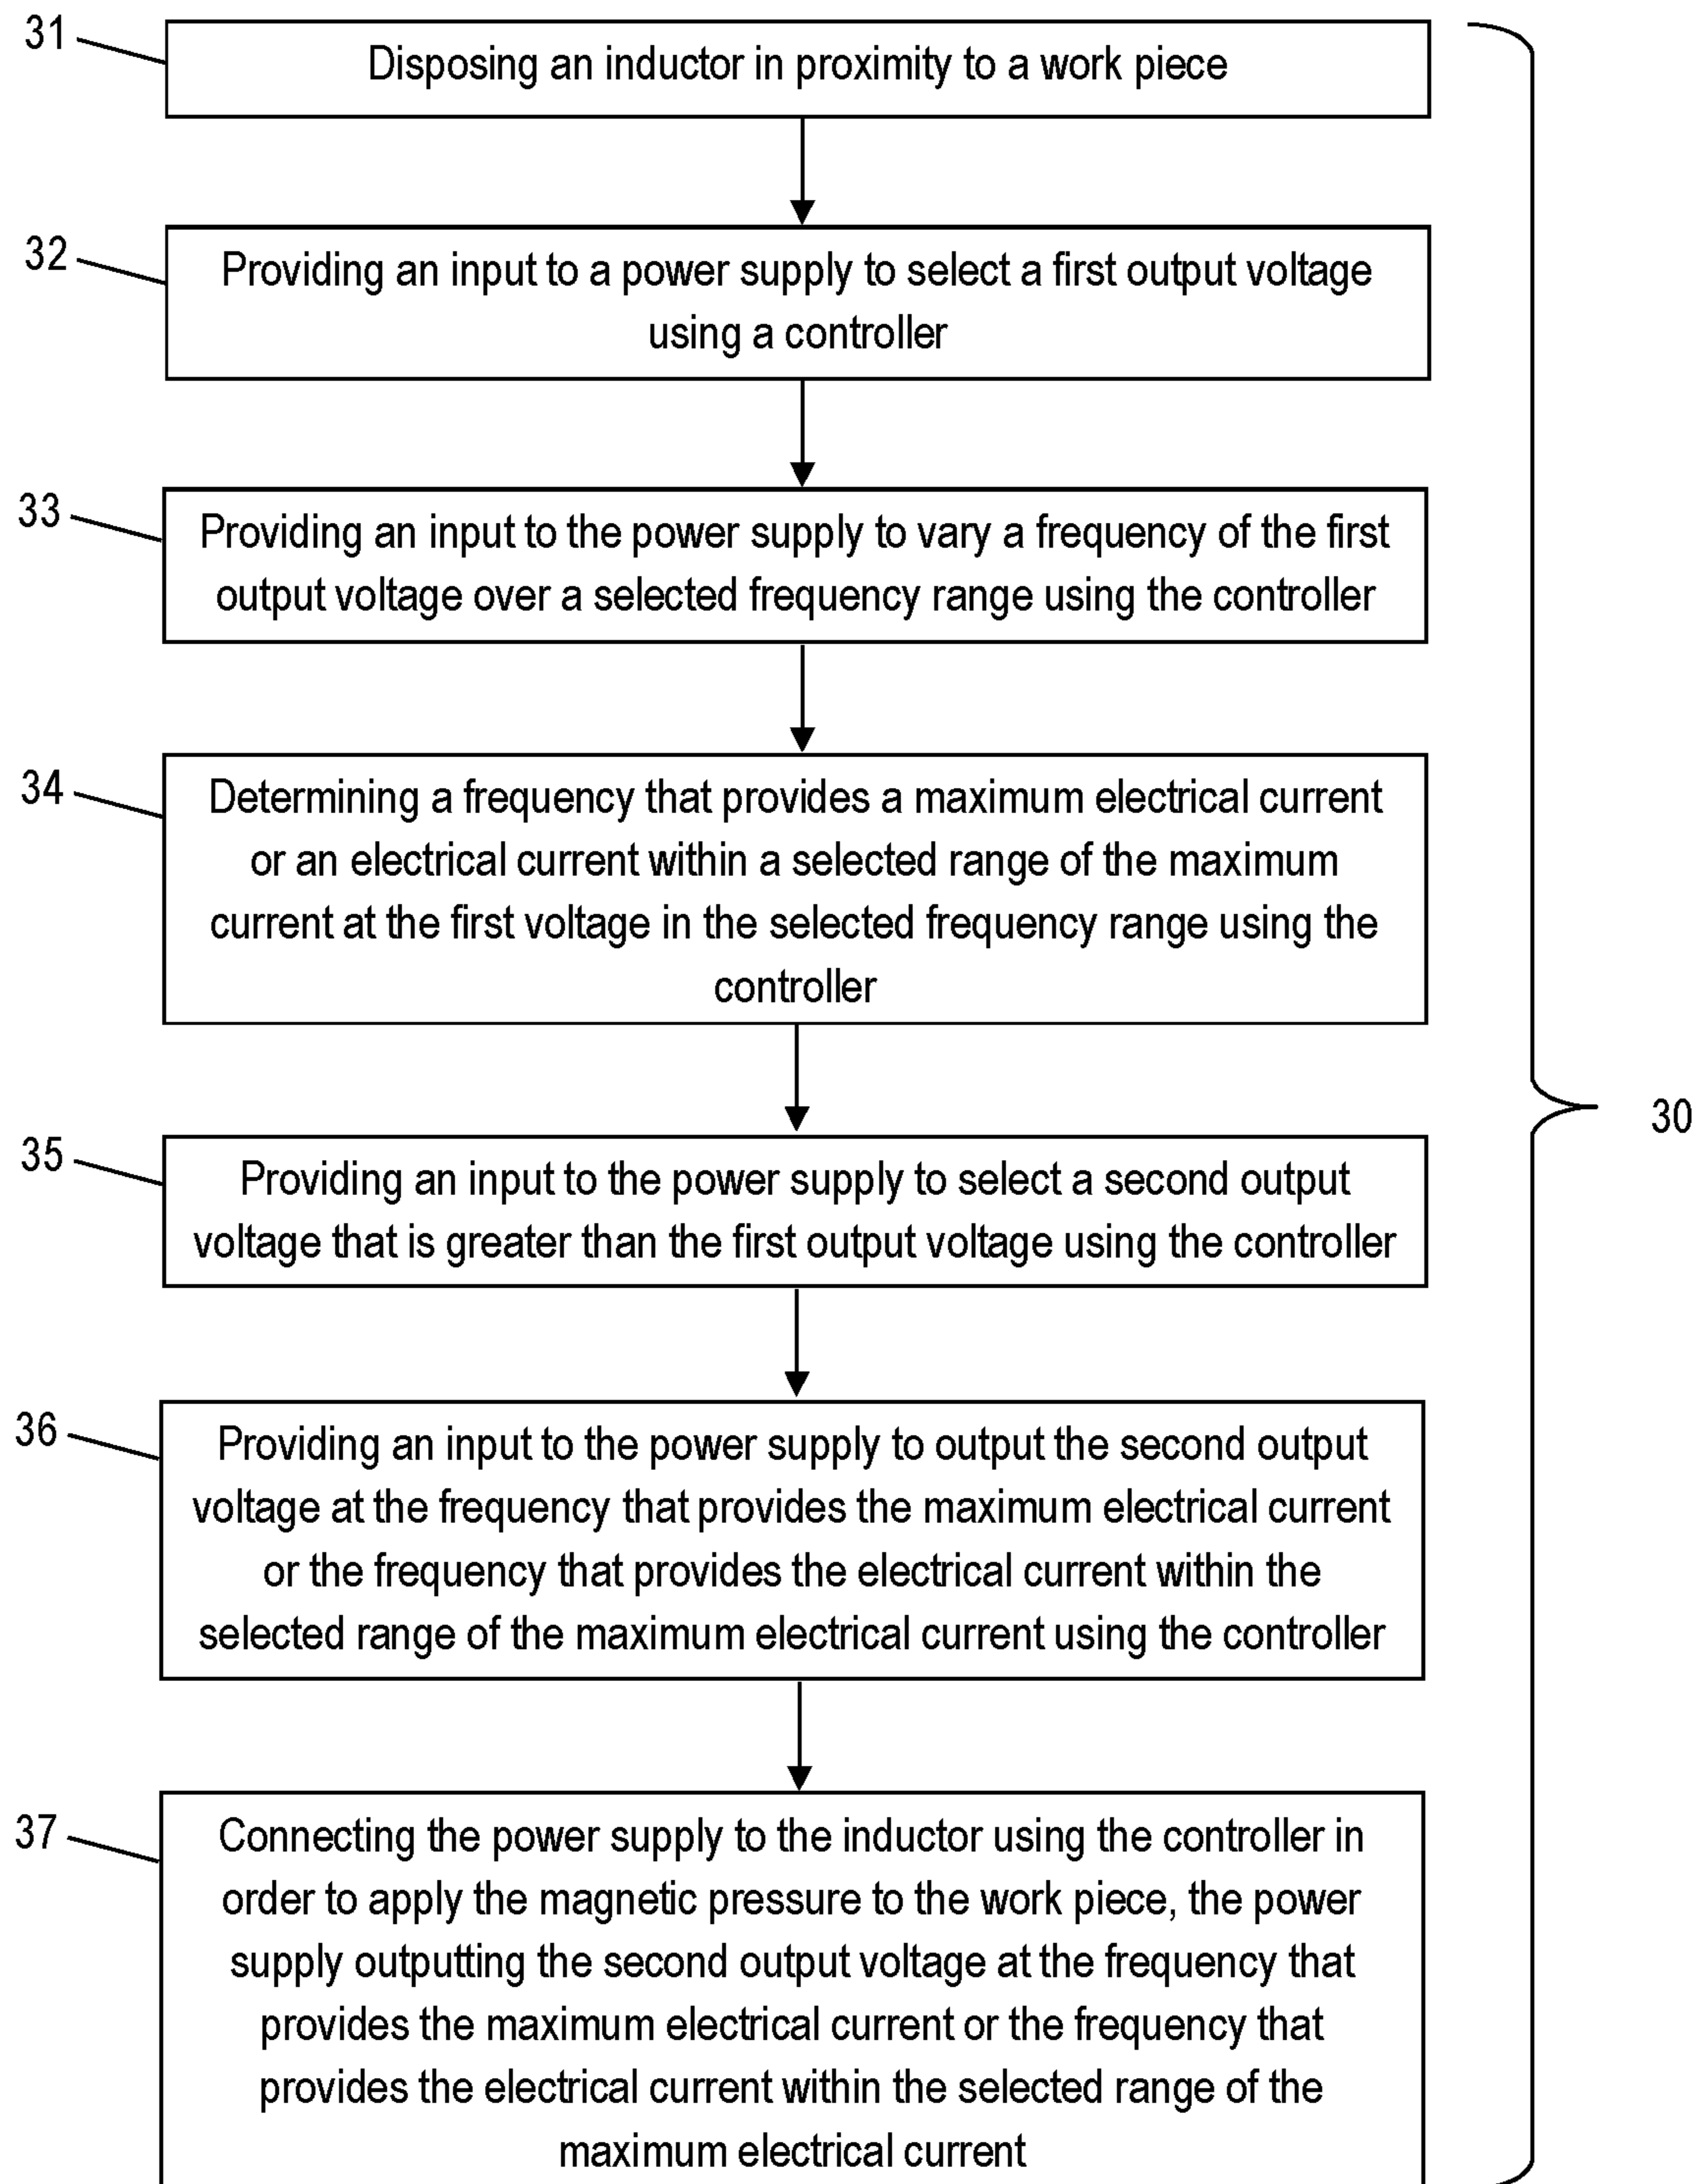 31
Disposing an inductor in proximity to a work piece
32
Providing an input to a power supply to select a first output voltage
using a controller
33
Providing an input to the power supply to vary a frequency of the first
output voltage over a selected frequency range using the controller
34
Determining a frequency that provides a maximum electrical current
or an electrical current within a selected range of the maximum
current at the first voltage in the selected frequency range using the
controller
30
35
Providing an input to the power supply to select a second output
voltage that is greater than the first output voltage using the controller
36
Providing an input to the power supply to output the second output
voltage at the frequency that provides the maximum electrical current
or the frequency that provides the electrical current within the
selected range of the maximum electrical current using the controller
37
Connecting the power supply to the inductor using the controller in
order to apply the magnetic pressure to the work piece, the power
supply outputting the second output voltage at the frequency that
provides the maximum electrical current or the frequency that
provides the electrical current within the selected range of the
maximum electrical current